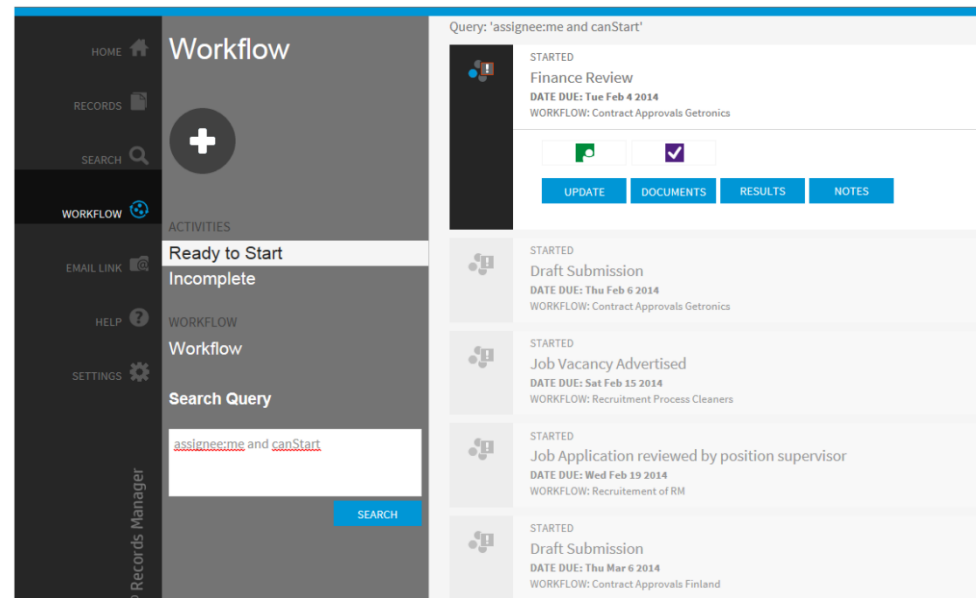 HOME
RECORDS
SEARCH
WORKFLOW
EMAIL LINK
HELP
SETTINGS
Records Manager
Workflow
ACTIVITIES
Ready to Start
Incomplete
WORKFLOW
Workflow
Search Query
assignee:me and canStart
SEARCH
Query: 'assignee:me and canStart'
STARTED
Finance Review
DATE DUE: Tue Feb 4 2014
WORKFLOW: Contract Approvals Getronics
UPDATE DOCUMENTS RESULTS NOTES
STARTED
Draft Submission
DATE DUE: Thu Feb 6 2014
WORKFLOW: Contract Approvals Getronics
STARTED
Job Vacancy Advertised
DATE DUE: Sat Feb 15 2014
WORKFLOW: Recruitment Process Cleaners
STARTED
Job Application reviewed by position supervisor
DATE DUE: Wed Feb 19 2014
WORKFLOW: Recruitement of RM
STARTED
Draft Submission
DATE DUE: Thu Mar 6 2014
WORKFLOW: Contract Approvals Finland